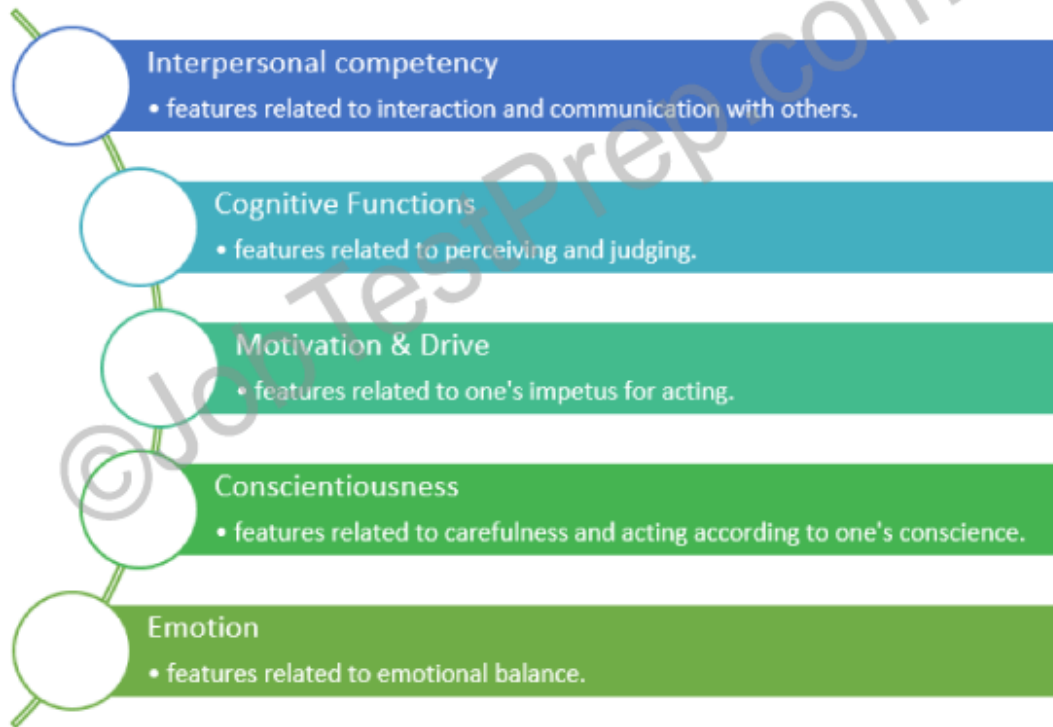 Interpersonal competency
• features related to interaction and communication with others.
Cognitive Functions
• features related to perceiving and judging.
Motivation & Drive
• features related to one's impetus for acting.
Conscientiousness
• features related to carefulness and acting according to one's conscience.
Emotion
• features related to emotional balance.
©JobTestPrep.com